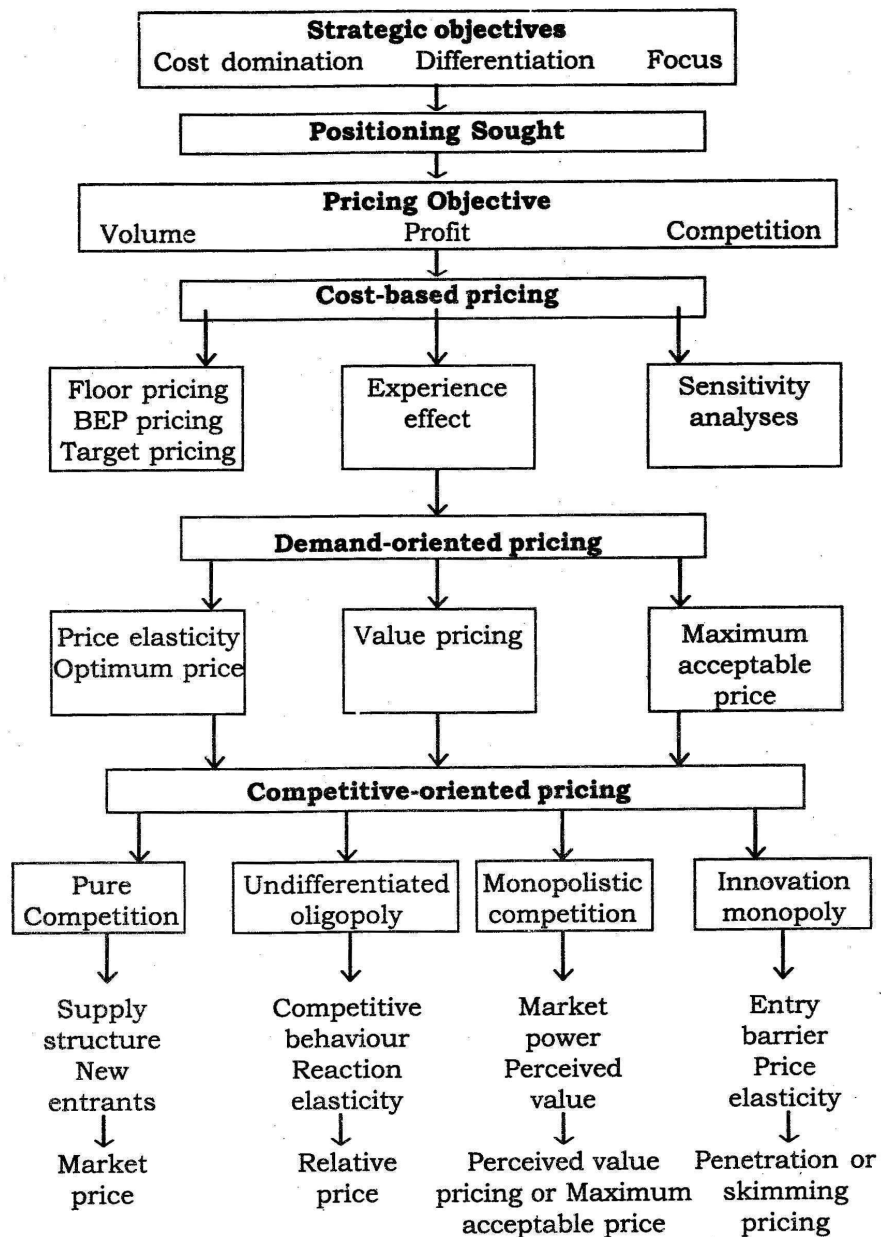 Strategic objectives
Cost domination Differentiation Focus
Positioning Sought
Pricing Objective
Volume Profit Competition
Cost-based pricing
Floor pricing
BEP pricing
Target pricing
Experience
effect
Sensitivity
analyses
Demand-oriented pricing
Price elasticity
Optimum price
Value pricing
Maximum
acceptable
price
Competitive-oriented pricing
Pure
Competition
Undifferentiated
oligopoly
Monopolistic
competition
Innovation
monopoly
Supply
structure
New
entrants
Competitive
behaviour
Reaction
elasticity
Market
power
Perceived
value
Entry
barrier
Price
elasticity
Market
price
Relative
price
Perceived value
pricing or Maximum
acceptable price
Penetration or
skimming
pricing